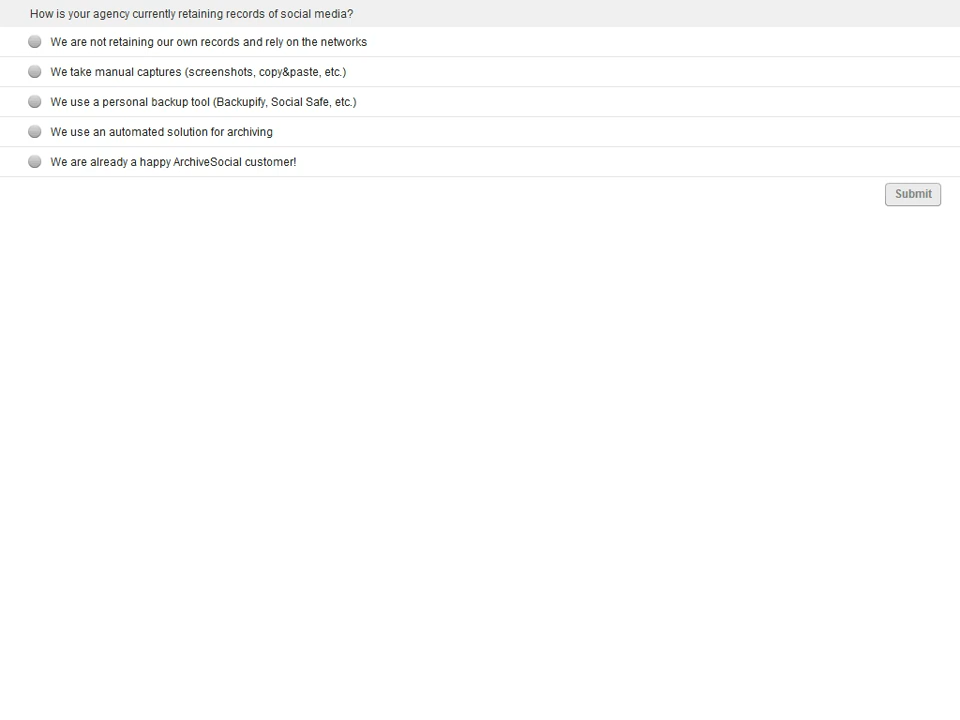 How is your agency currently retaining records of social media?
We are not retaining our own records and rely on the networks
We take manual captures (screenshots, copy&paste, etc.)
We use a personal backup tool (Backupify, Social Safe, etc.)
We use an automated solution for archiving
We are already a happy ArchiveSocial customer!
Submit